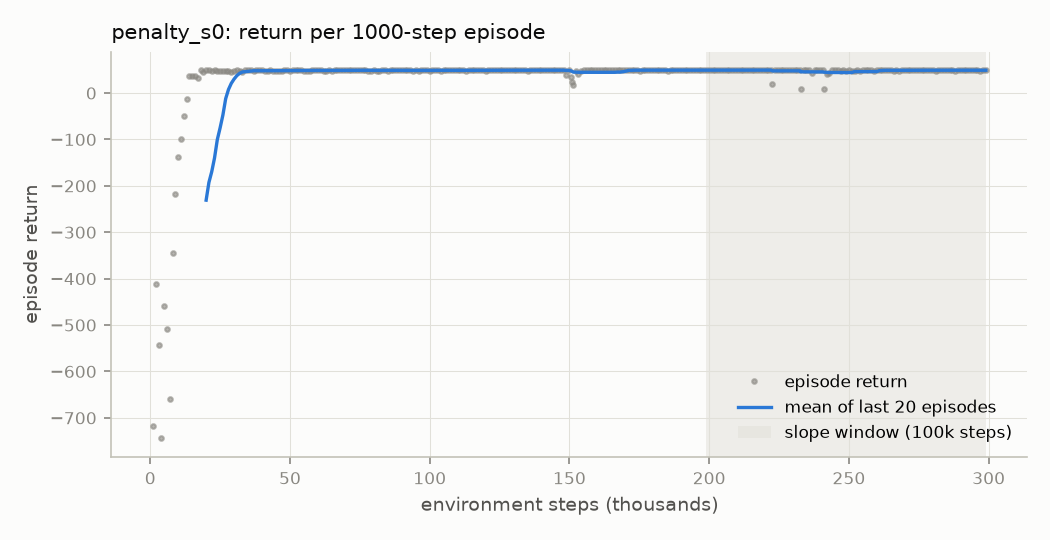 penalty_s0: return per 1000-step episode
episode return
0
−100
−200
−300
−400
−500
−600
−700
episode return
mean of last 20 episodes
slope window (100k steps)
0 50 100 150 200 250 300
environment steps (thousands)